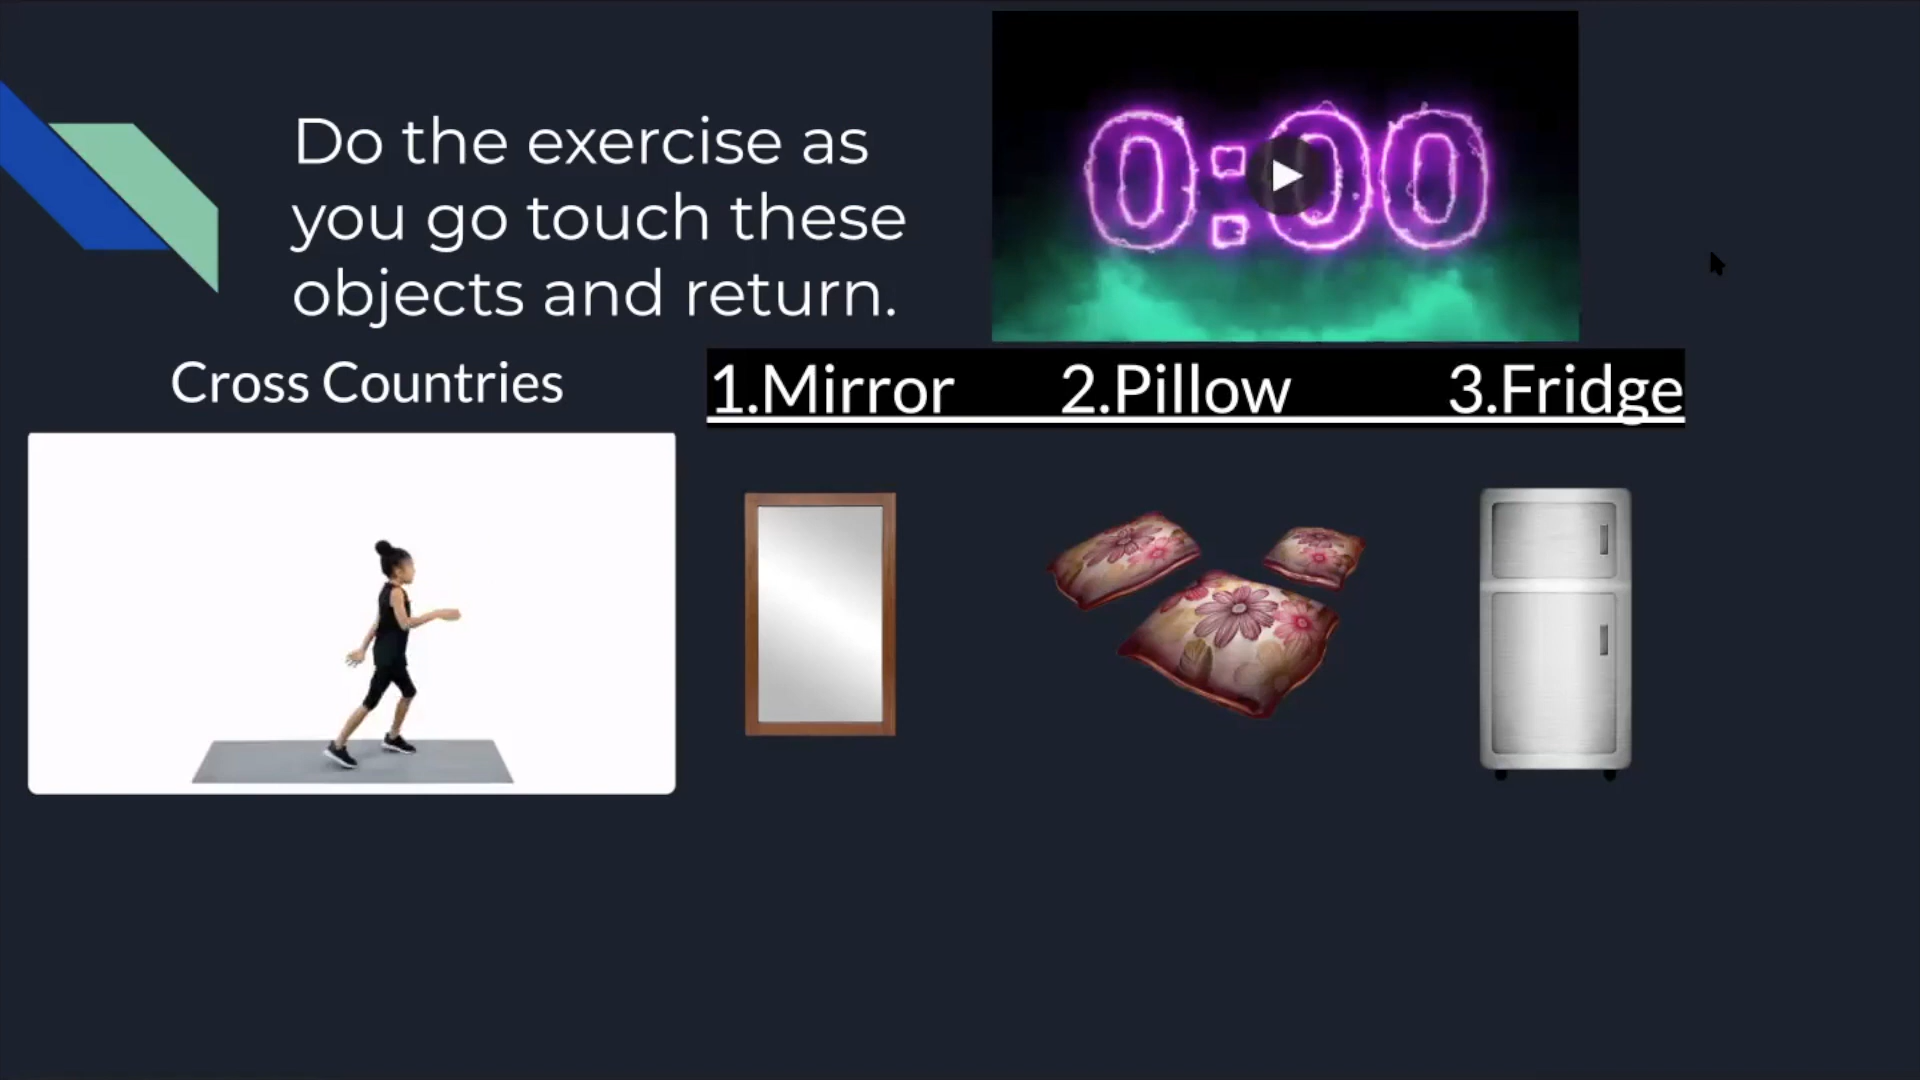 Do the exercise as
you go touch these
objects and return.
0:00
Cross Countries
1.Mirror 2.Pillow 3.Fridge